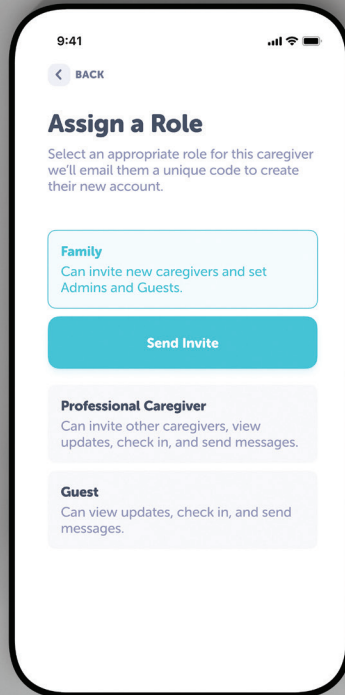 9:41
BACK
Assign a Role
Select an appropriate role for this caregiver
we’ll email them a unique code to create
their new account.
Family
Can invite new caregivers and set
Admins and Guests.
Send Invite
Professional Caregiver
Can invite other caregivers, view
updates, check in, and send messages.
Guest
Can view updates, check in, and send
messages.